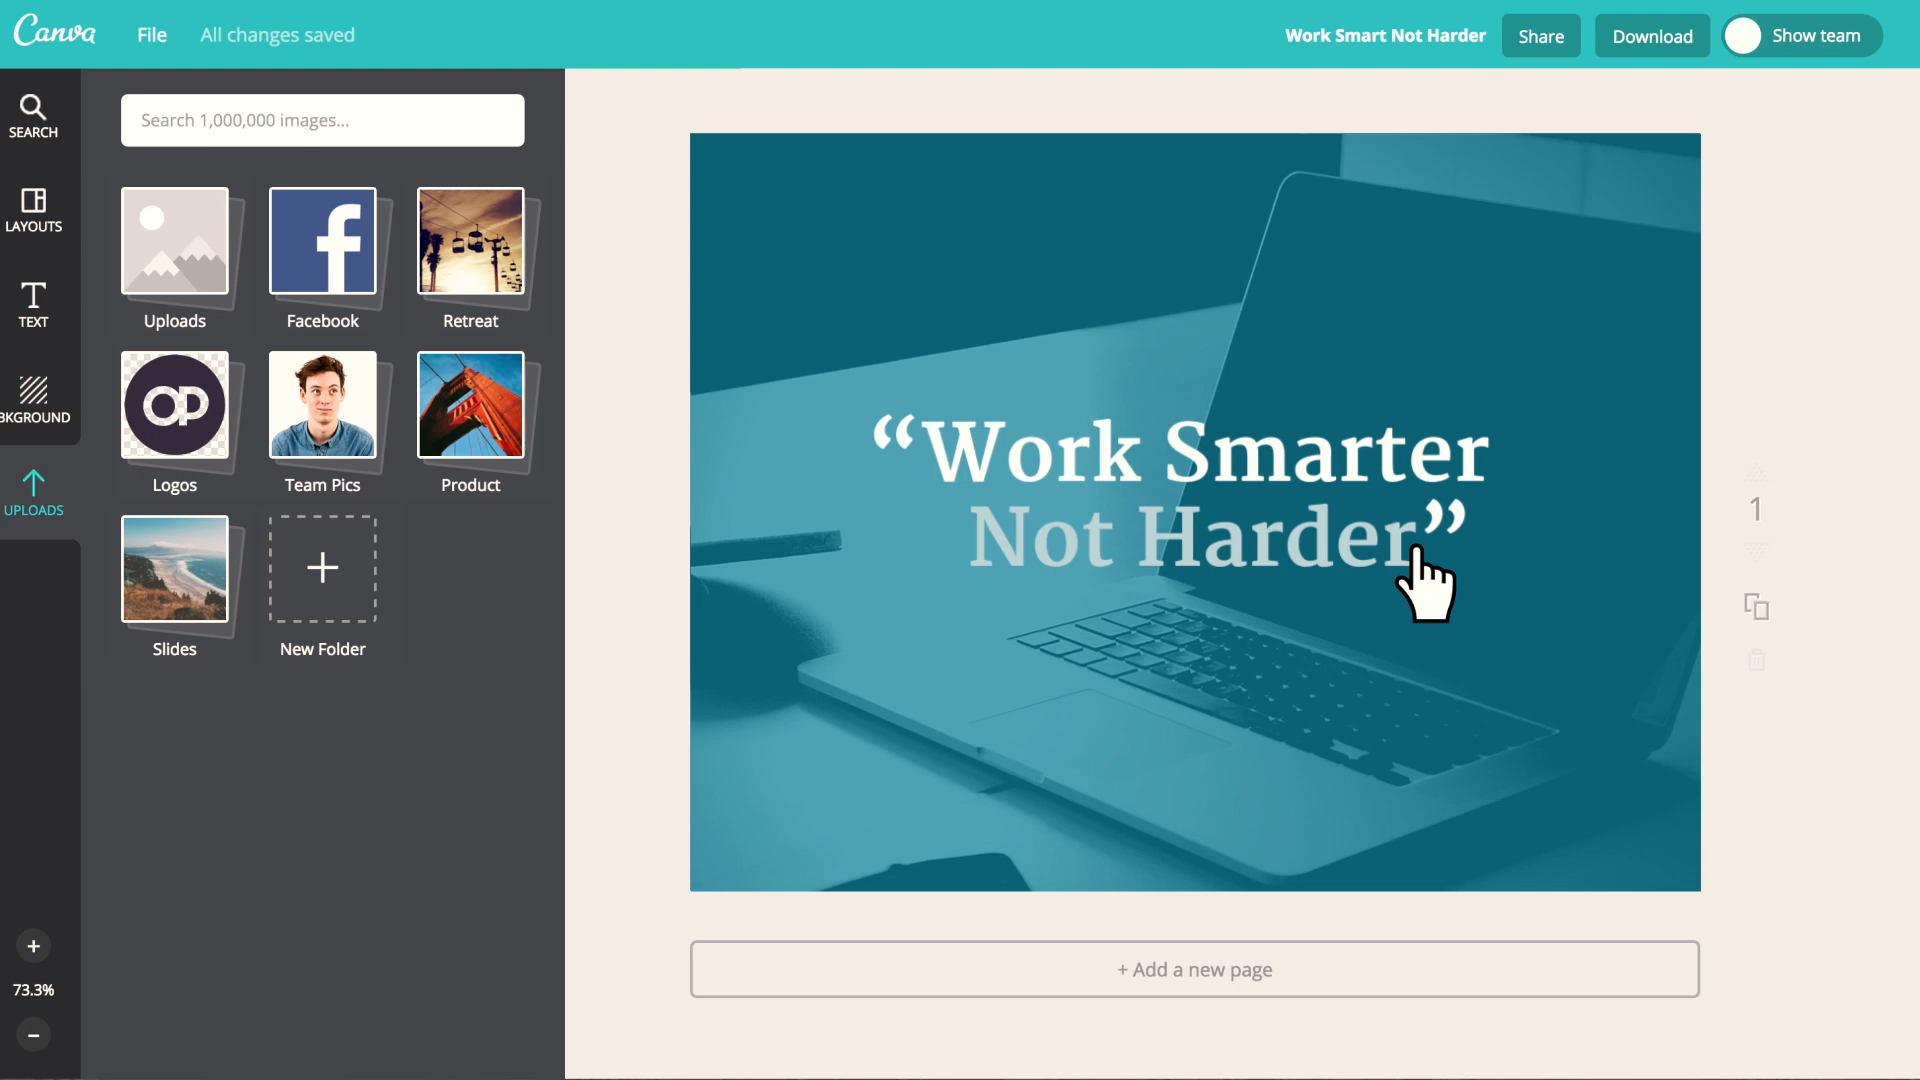 Canva File All changes saved Work Smart Not Harder Share Download Show team
SEARCH
LAYOUTS
TEXT
BKGROUND
UPLOADS
+
73.3%
−
Search 1,000,000 images...
Uploads Facebook Retreat
OP
Logos Team Pics Product
Slides New Folder
“Work Smarter
Not Harder”
1
+ Add a new page